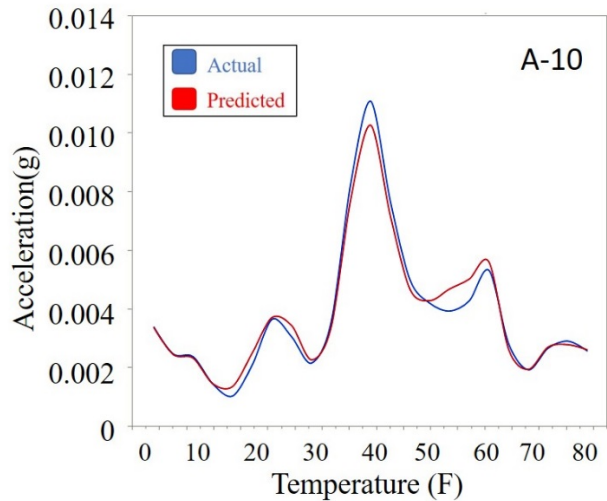 0.014
0.012
0.010
0.008
0.006
0.004
0.002
0
Acceleration(g)
Actual
Predicted
A-10
0 10 20 30 40 50 60 70 80
Temperature (F)